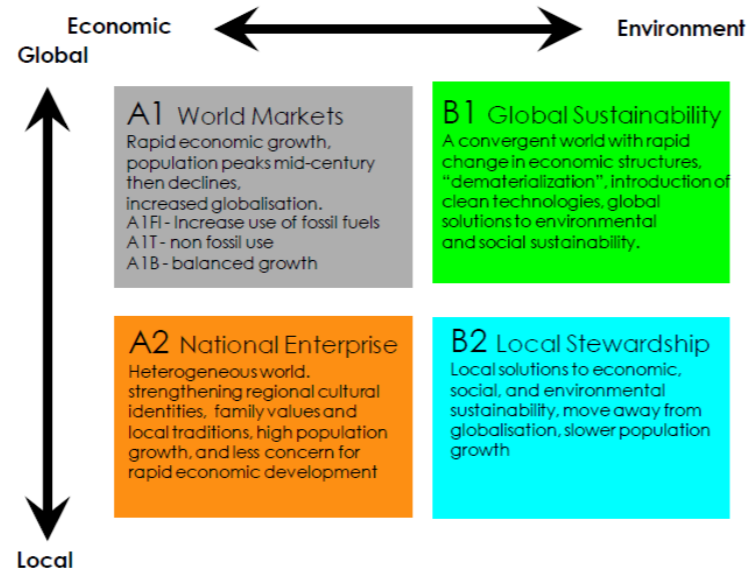 Economic
Environment
Global
A1 World Markets
Rapid economic growth,
population peaks mid-century
then declines,
increased globalisation.
A1FI - Increase use of fossil fuels
A1T - non fossil use
A1B - balanced growth
B1 Global Sustainability
A convergent world with rapid
change in economic structures,
“dematerialization”, introduction of
clean technologies, global
solutions to environmental
and social sustainability.
A2 National Enterprise
Heterogeneous world.
strengthening regional cultural
identities, family values and
local traditions, high population
growth, and less concern for
rapid economic development
B2 Local Stewardship
Local solutions to economic,
social, and environmental
sustainability, move away from
globalisation, slower population
growth
Local